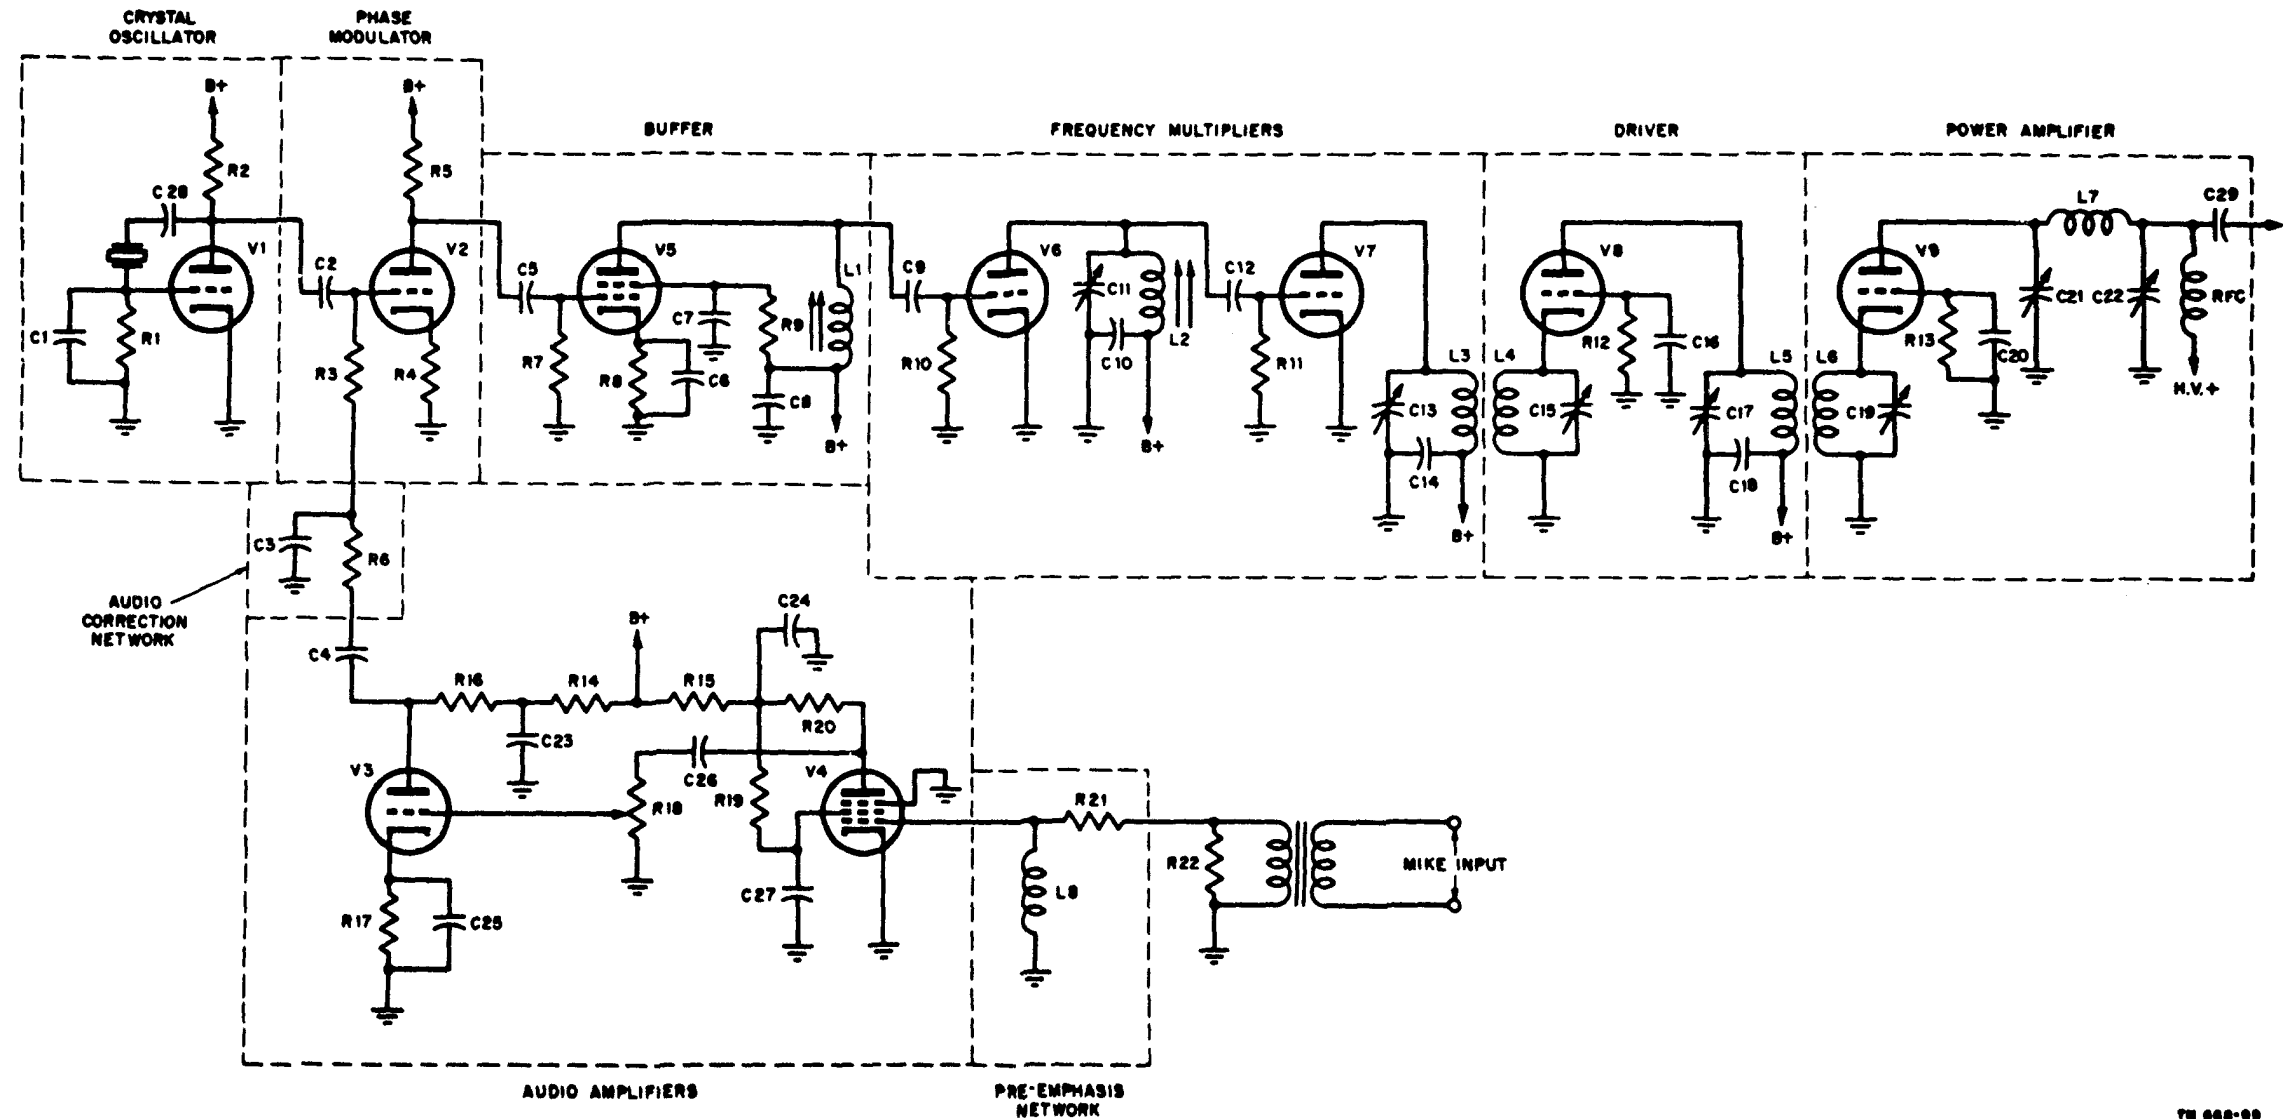 CRYSTAL
OSCILLATOR
PHASE
MODULATOR
BUFFER
FREQUENCY MULTIPLIERS
DRIVER
POWER AMPLIFIER
B+
B+
R2
R5
C28
V1
V2
C2
C1
R1
R3
R4
C5
V5
L1
C7
R9
R7
R8
C6
C8
B+
C9
V6
C11
C10
L2
R10
B+
C12
V7
R11
L3
C13
C14
B+
L4
C15
V8
R12
C16
L5
C17
C18
B+
L6
C19
V9
R13
C20
L7
C21
C22
RFC
C29
H.V.+
C3
R6
AUDIO
CORRECTION
NETWORK
C4
B+
C24
R16
R14
R15
R20
C23
C26
V3
R18
R19
V4
C27
R17
C25
R21
L8
R22
MIKE INPUT
AUDIO AMPLIFIERS
PRE-EMPHASIS
NETWORK
TM 668-99